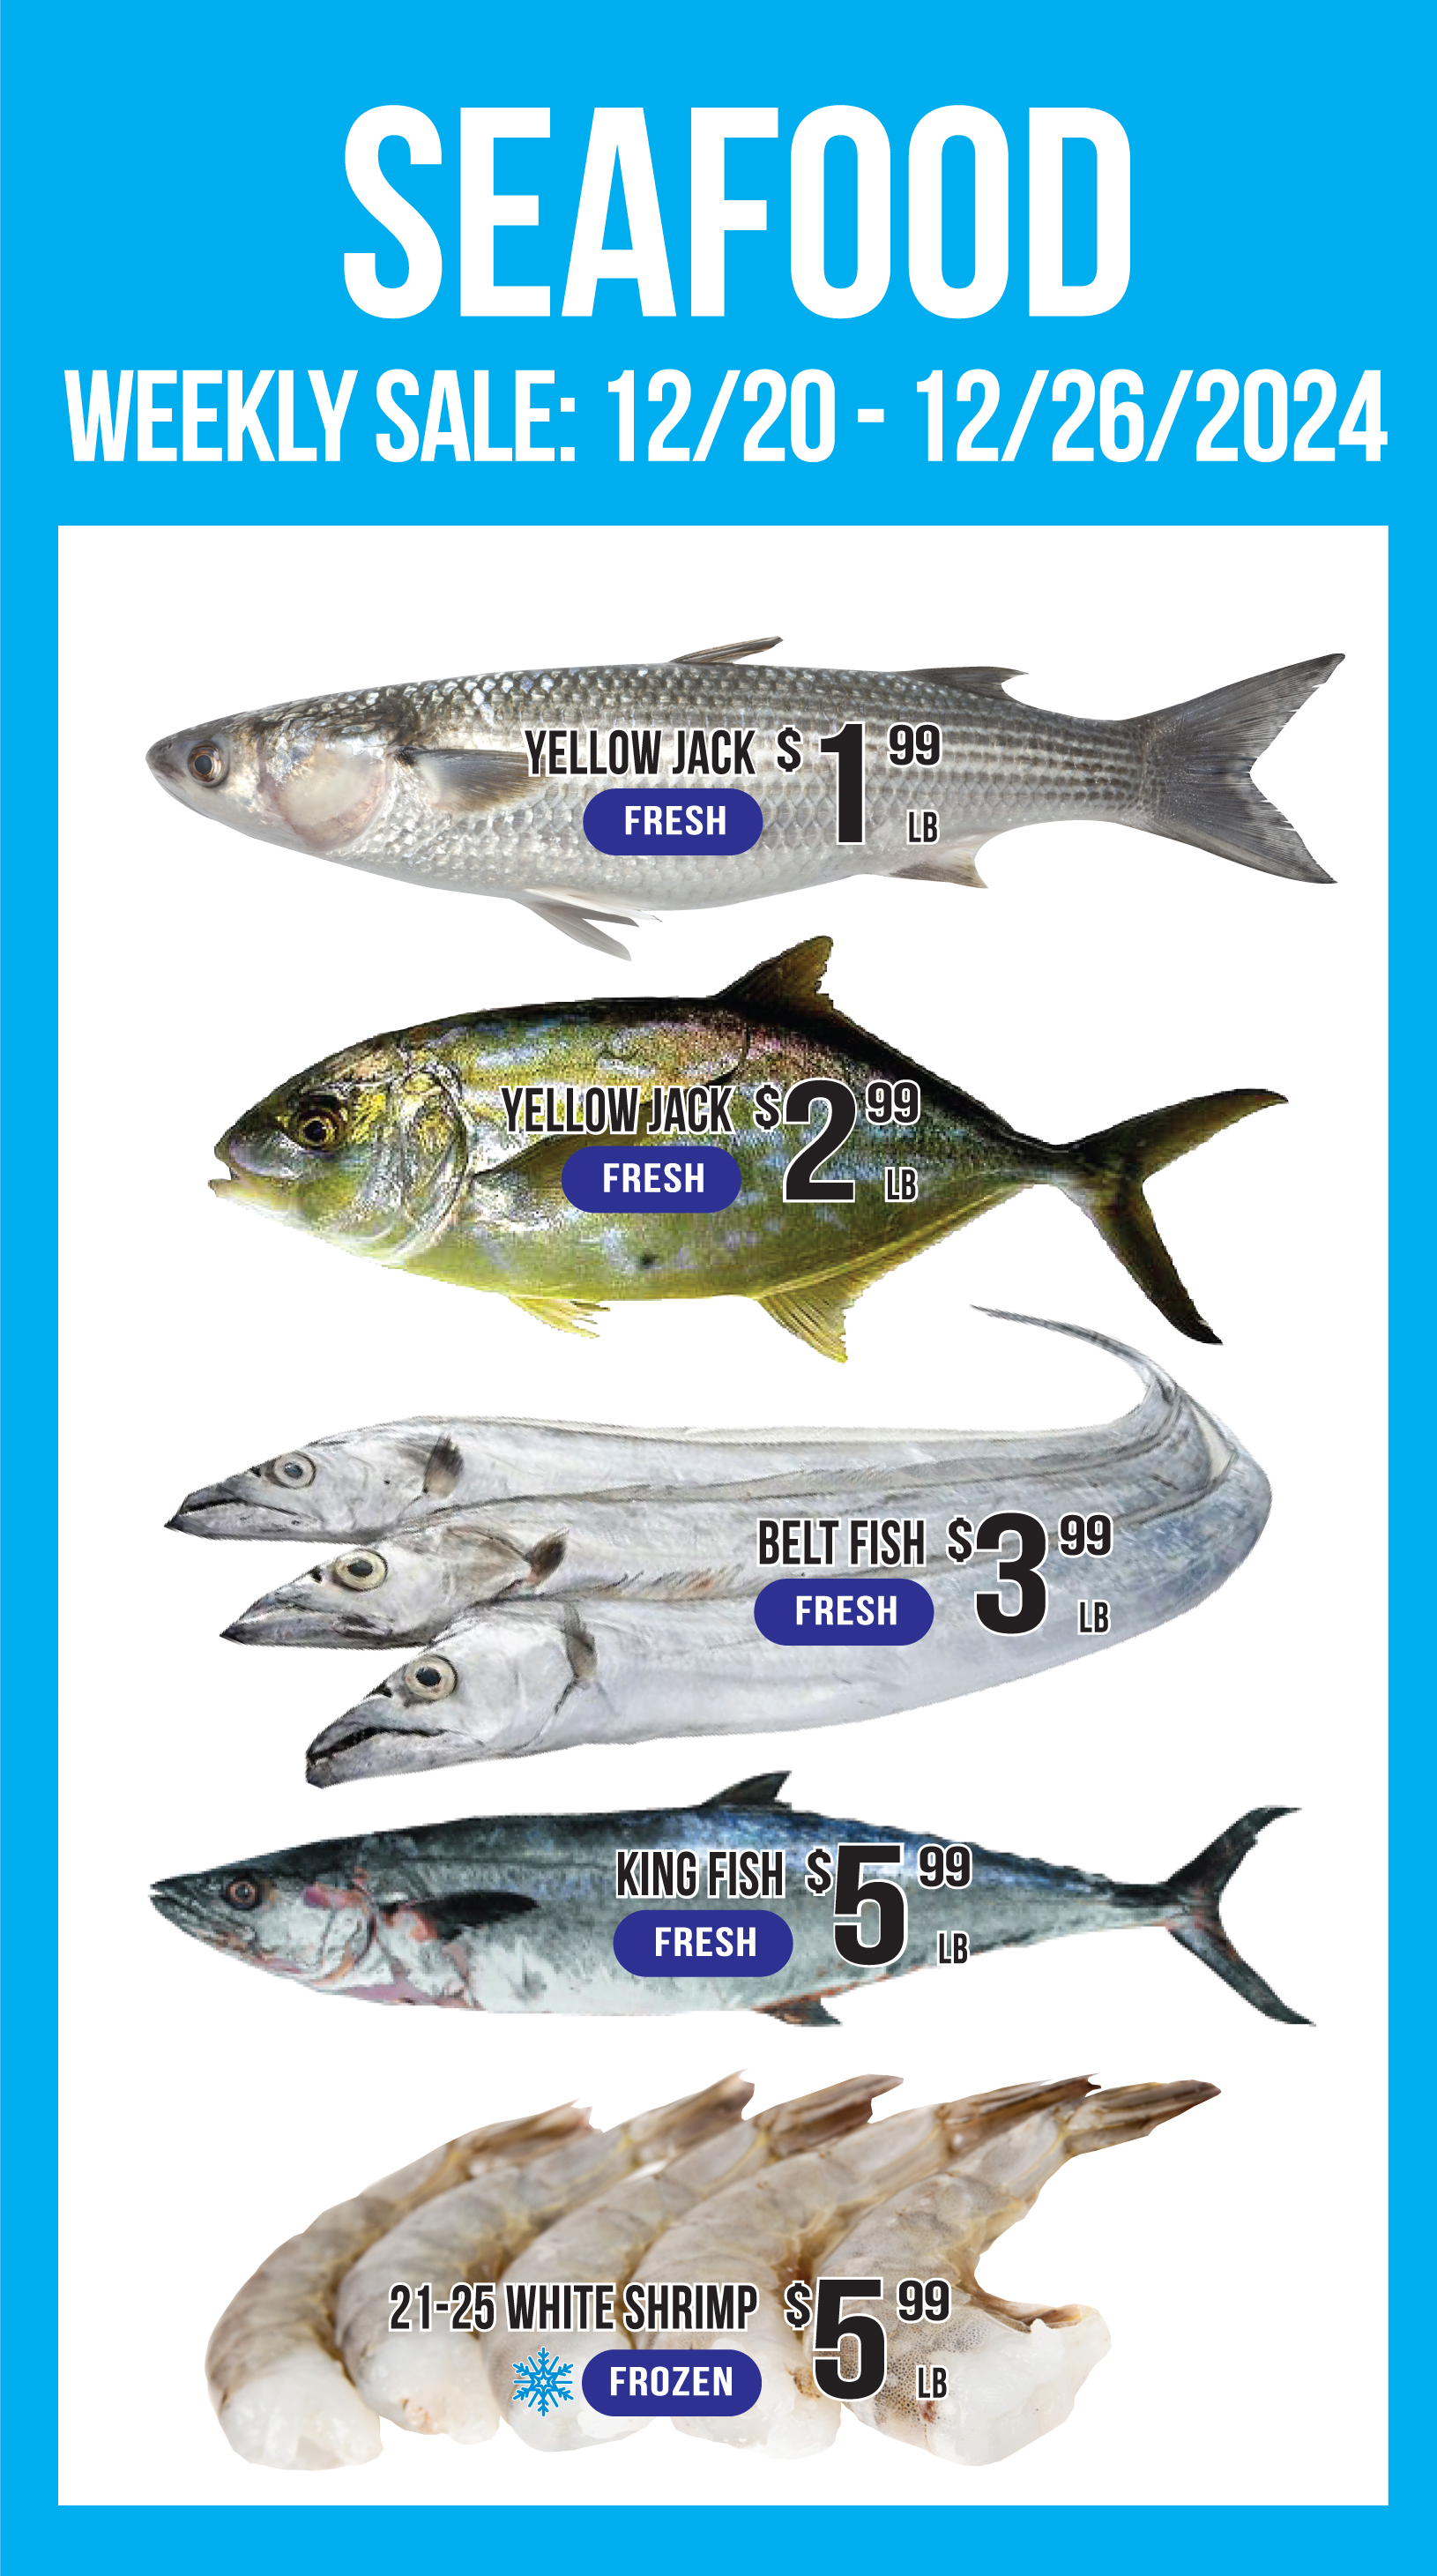 SEAFOOD
WEEKLY SALE: 12/20 - 12/26/2024
YELLOW JACK $1 99
FRESH LB
YELLOW JACK $2 99
FRESH LB
BELT FISH $3 99
FRESH LB
KING FISH $5 99
FRESH LB
21-25 WHITE SHRIMP $5 99
FROZEN LB